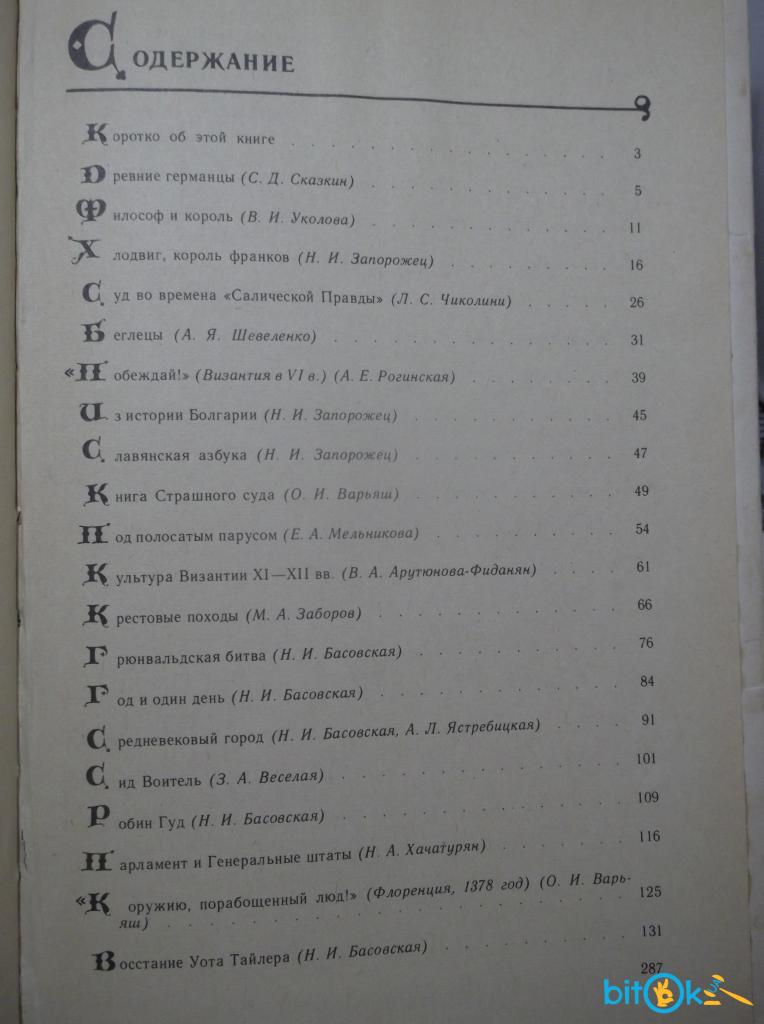 СОДЕРЖАНИЕ
Коротко об этой книге . . . . . . . . . . . . 3
Древние германцы (С. Д. Сказкин) . . . . . . . . . 5
Философ и король (В. И. Уколова) . . . . . . . . . 11
Хлодвиг, король франков (Н. И. Запорожец) . . . . . . . 16
Суд во времена «Салической Правды» (Л. С. Чиколини) . . . . 26
Беглецы (А. Я. Шевеленко) . . . . . . . . . . 31
«Побеждай!» (Византия в VI в.) (А. Е. Рогинская) . . . . . 39
Из истории Болгарии (Н. И. Запорожец) . . . . . . . . 45
Славянская азбука (Н. И. Запорожец) . . . . . . . . 47
Книга Страшного суда (О. И. Варьяш) . . . . . . . . 49
Под полосатым парусом (Е. А. Мельникова) . . . . . . . 54
Культура Византии XI—XII вв. (В. А. Арутюнова-Фиданян) . . . 61
Крестовые походы (М. А. Заборов) . . . . . . . . . 66
Грюнвальдская битва (Н. И. Басовская) . . . . . . . . 76
Год и один день (Н. И. Басовская) . . . . . . . . . 84
Средневековый город (Н. И. Басовская, А. Л. Ястребицкая) . . . 91
Сид Воитель (З. А. Веселая) . . . . . . . . . . 101
Робин Гуд (Н. И. Басовская) . . . . . . . . . . 109
Парламент и Генеральные штаты (Н. А. Хачатурян) . . . . . 116
«К оружию, порабощенный люд!» (Флоренция, 1378 год) (О. И. Варь-
яш) . . . . . . . . . . . . . . . 125
Восстание Уота Тайлера (Н. И. Басовская) . . . . . . . 131
287
bitok.ua